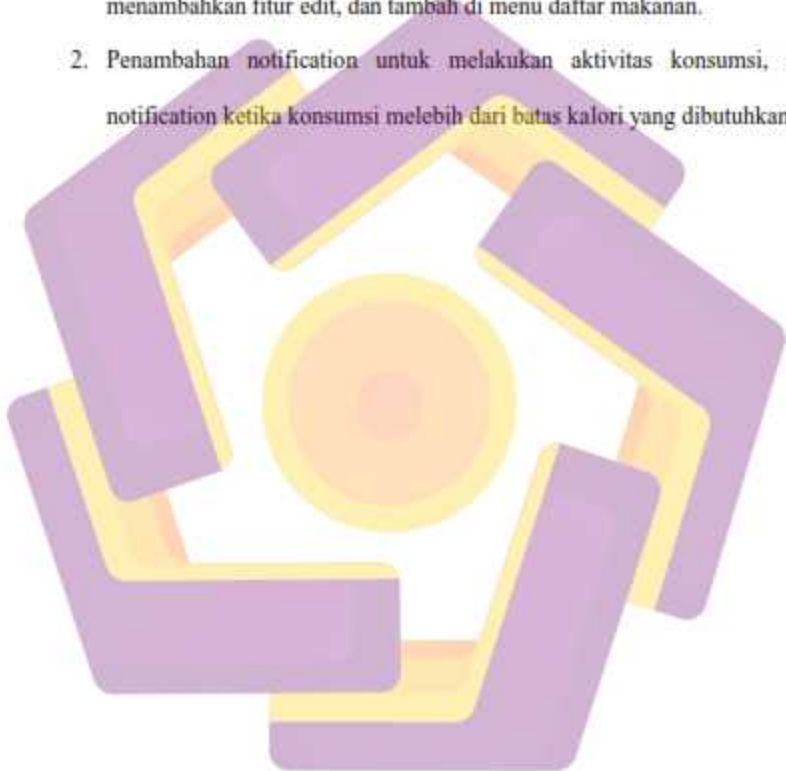 menambahkan fitur edit, dan tambah di menu daftar makanan.
2. Penambahan notification untuk melakukan aktivitas konsumsi,
notification ketika konsumsi melebih dari batas kalori yang dibutuhkan